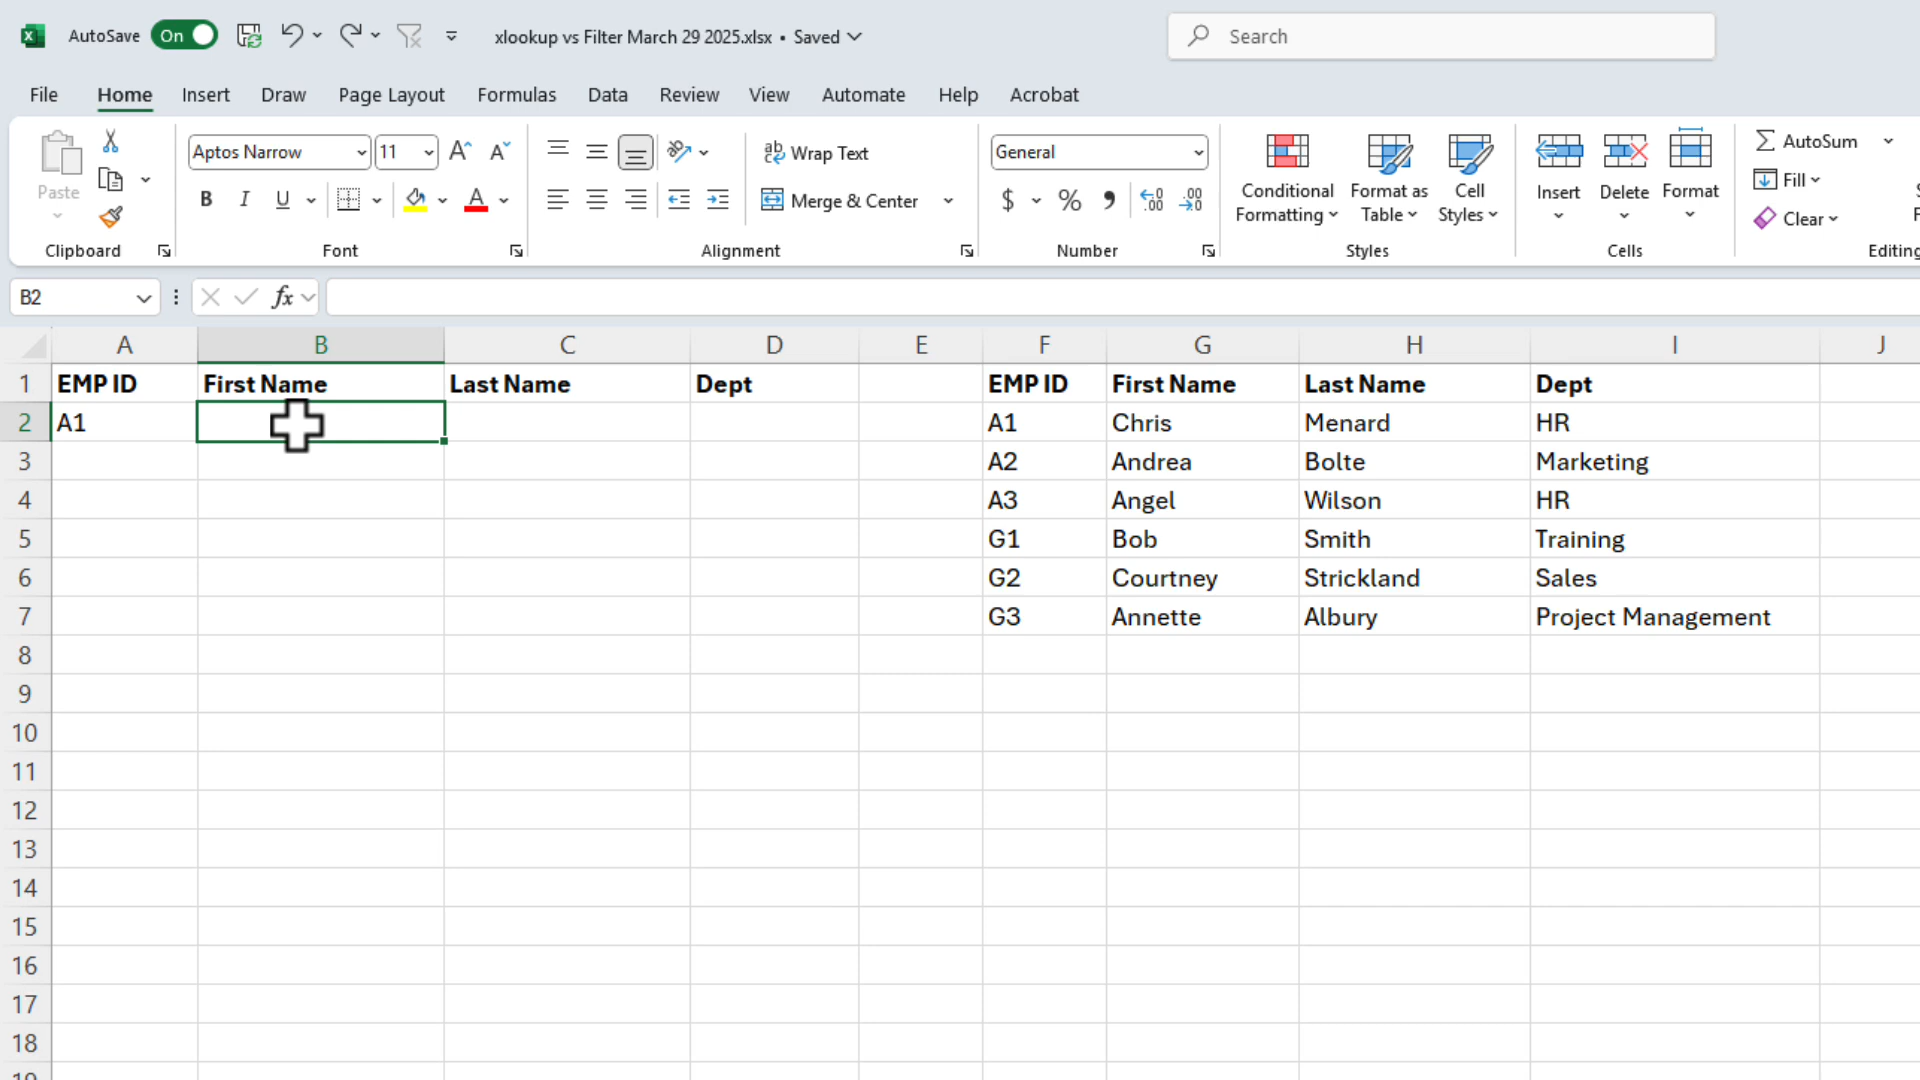 AutoSave On xlookup vs Filter March 29 2025.xlsx • Saved Search
File Home Insert Draw Page Layout Formulas Data Review View Automate Help Acrobat
Paste
Clipboard
Aptos Narrow 11 A A
B I U A
Font
ab Wrap Text
Merge & Center
Alignment
General
$ % , .00 .00
Number
Conditional Formatting
Format as Table
Cell Styles
Styles
Insert Delete Format
Cells
AutoSum
Fill
Clear
Editing
B2 fx
A B C D E F G H I J
1 EMP ID First Name Last Name Dept EMP ID First Name Last Name Dept
2 A1 A1 Chris Menard HR
3 A2 Andrea Bolte Marketing
4 A3 Angel Wilson HR
5 G1 Bob Smith Training
6 G2 Courtney Strickland Sales
7 G3 Annette Albury Project Management
8
9
10
11
12
13
14
15
16
17
18